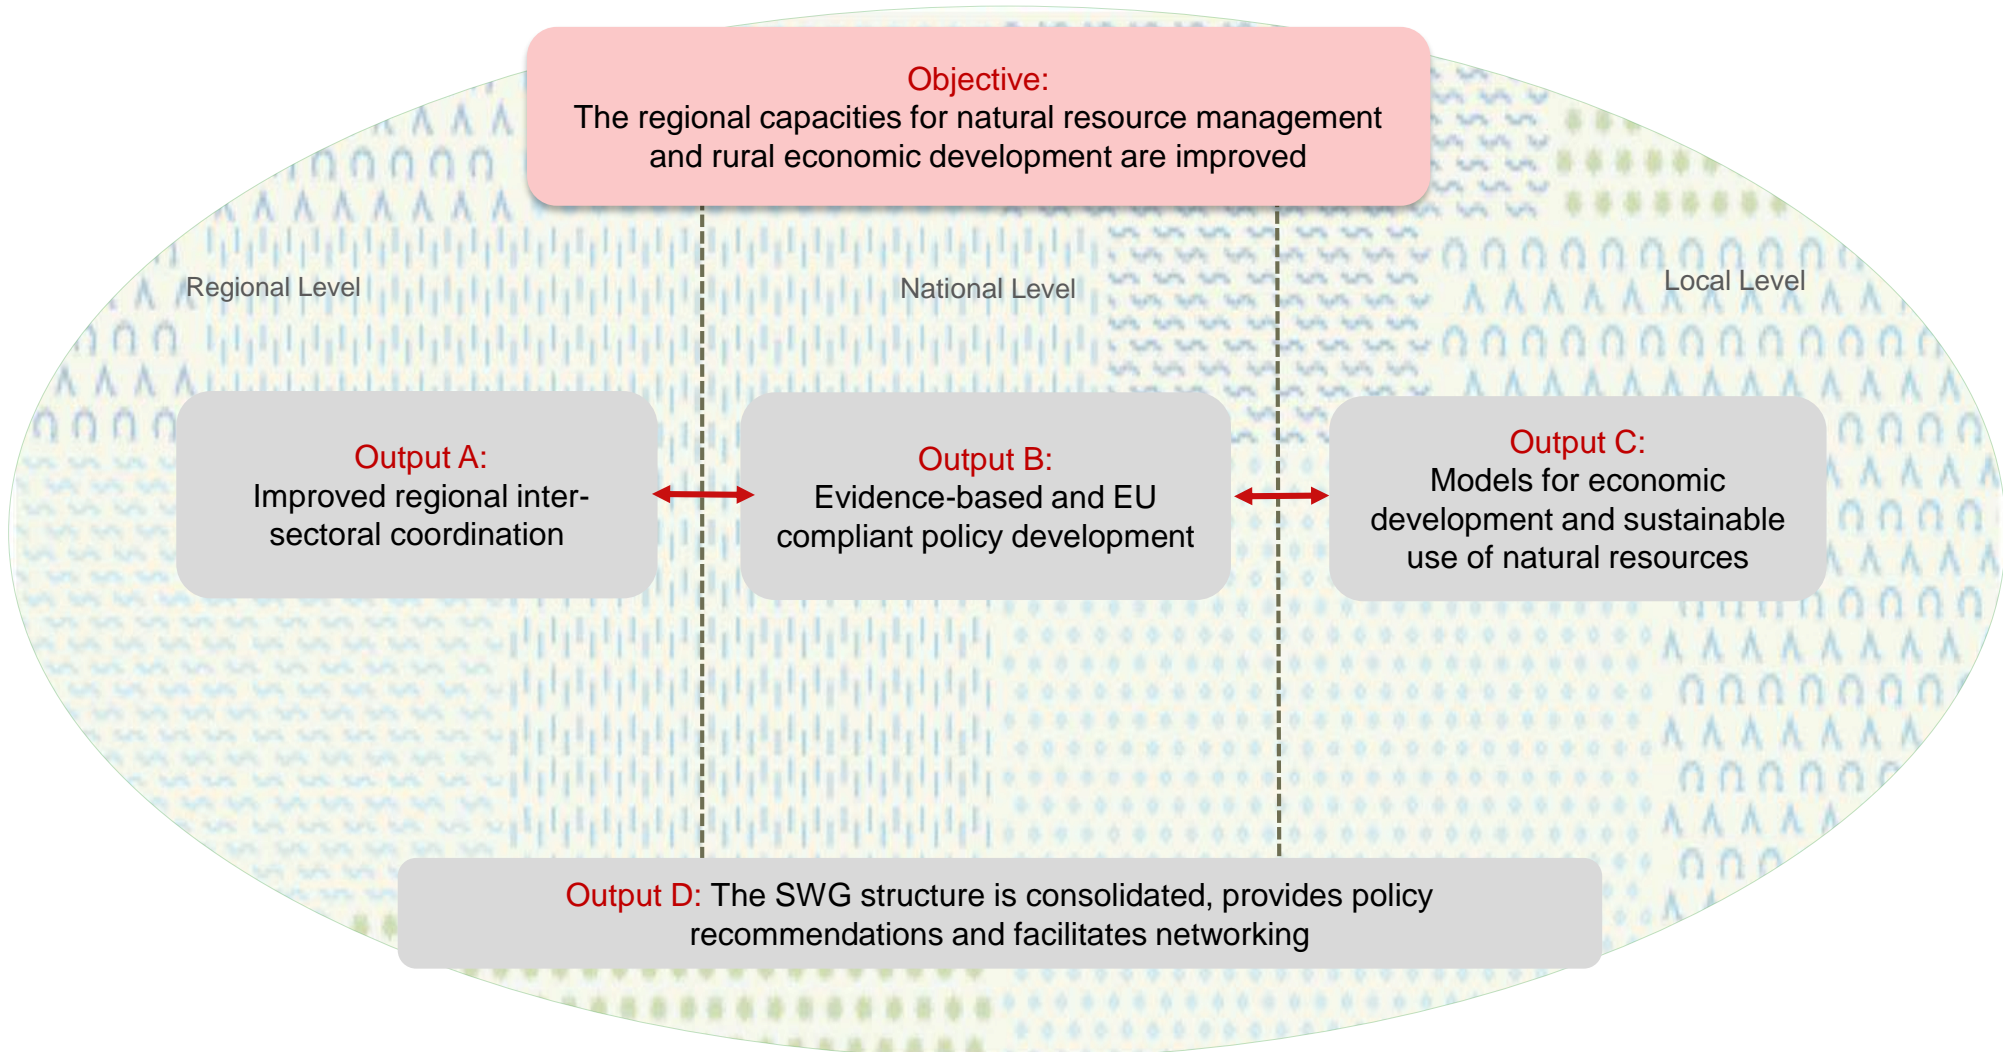 Objective:
The regional capacities for natural resource management
and rural economic development are improved
Regional Level
National Level
Local Level
Output A:
Improved regional inter-
sectoral coordination
Output B:
Evidence-based and EU
compliant policy development
Output C:
Models for economic
development and sustainable
use of natural resources
Output D: The SWG structure is consolidated, provides policy
recommendations and facilitates networking